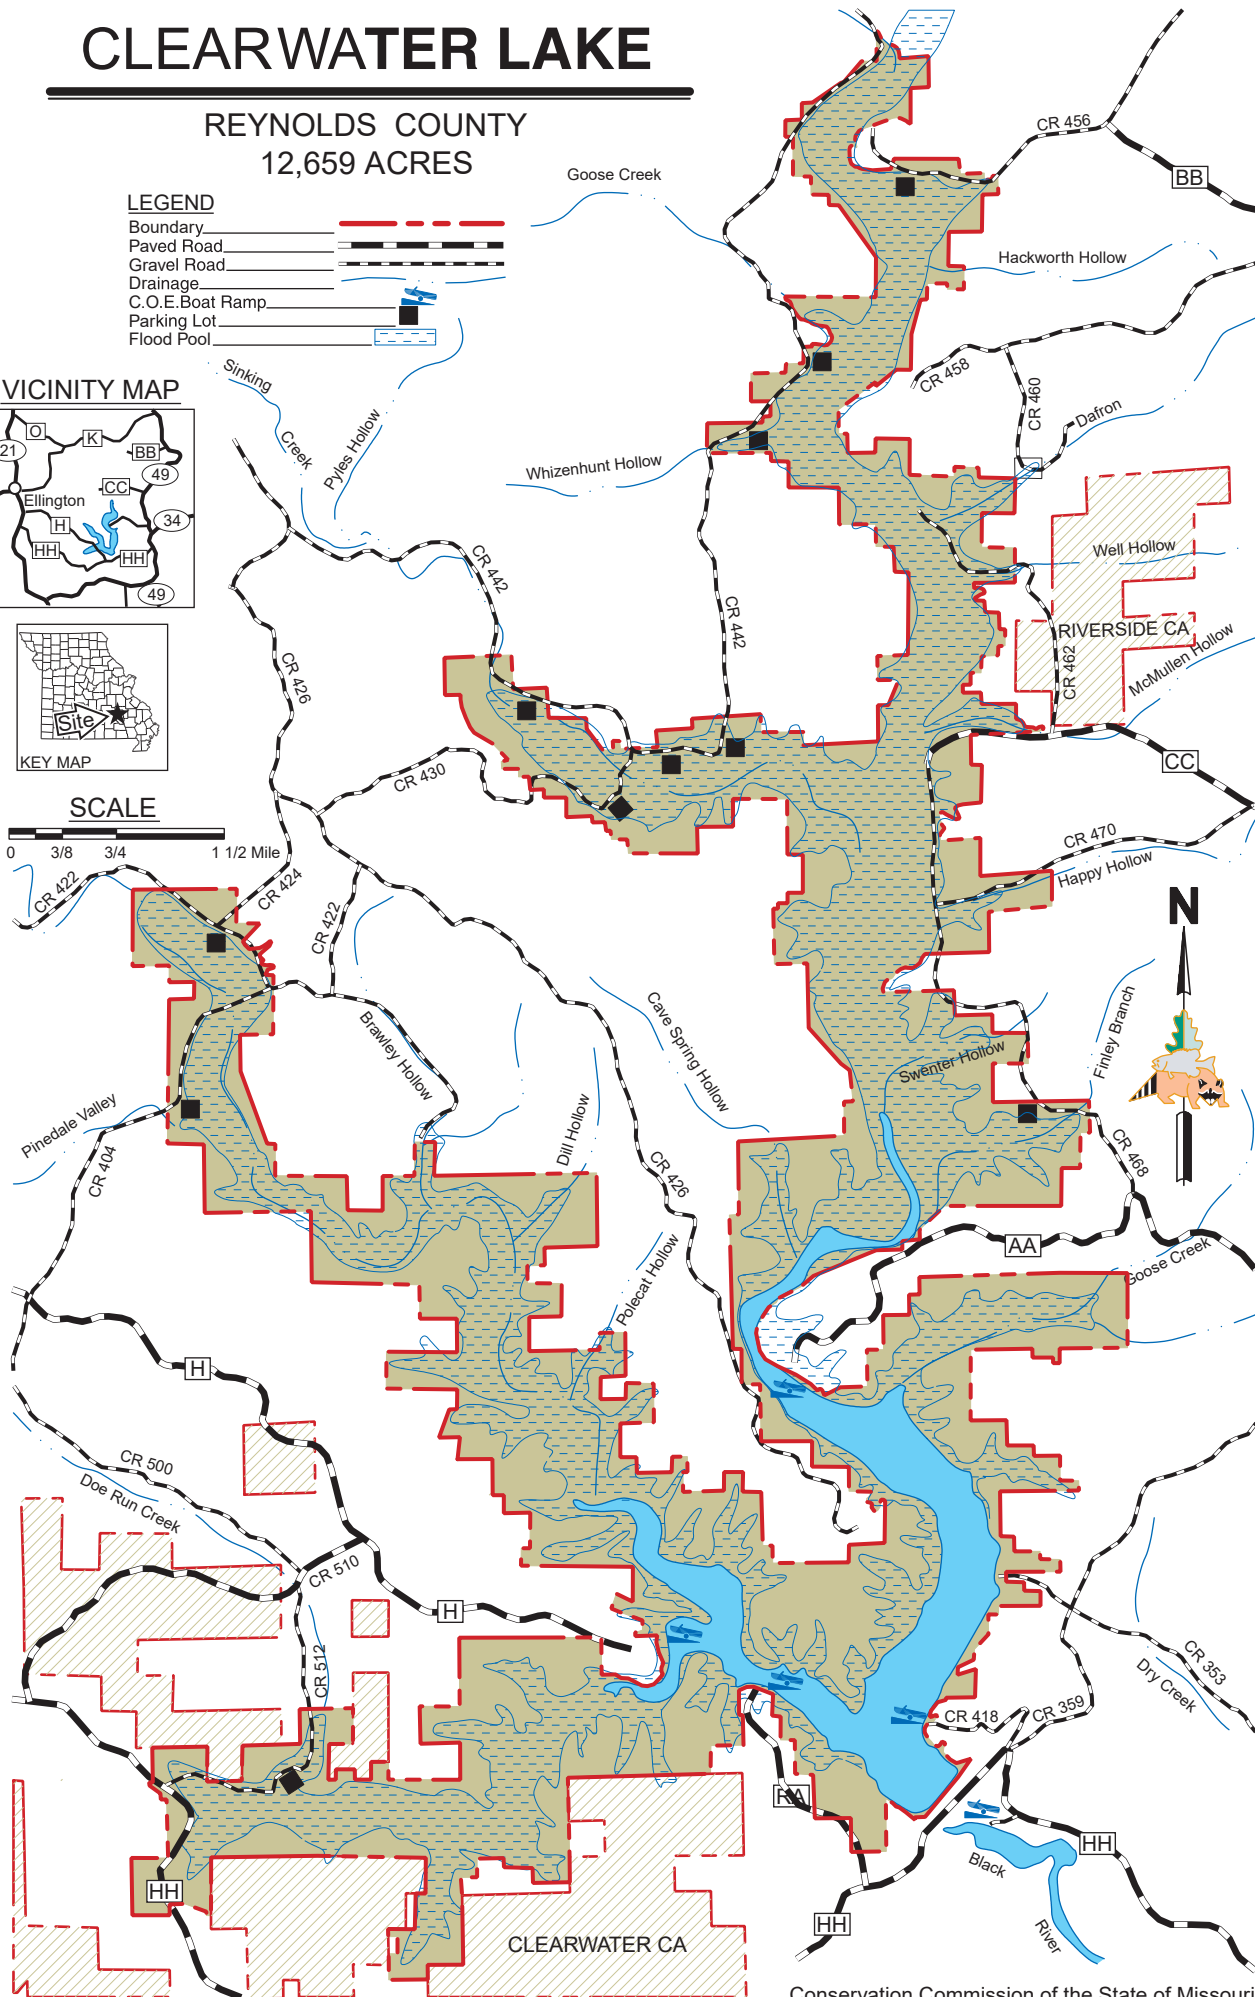 CLEARWATER LAKE
REYNOLDS COUNTY
12,659 ACRES
LEGEND
Boundary
Paved Road
Gravel Road
Drainage
C.O.E.Boat Ramp
Parking Lot
Flood Pool
VICINITY MAP
21
O
K
BB
49
CC
Ellington
H
34
HH
HH
49
Site
KEY MAP
SCALE
0 3/8 3/4 1 1/2 Mile
Goose Creek
CR 456
BB
Hackworth Hollow
CR 458
CR 460
Dafron
Sinking
Creek
Pyles Hollow
Whizenhunt Hollow
Well Hollow
RIVERSIDE CA
McMullen Hollow
CR 462
CR 442
CR 442
CR 426
CR 430
CC
CR 470
Happy Hollow
N
CR 422
CR 424
CR 422
Brawley Hollow
Cave Spring Hollow
Finley Branch
Swenter Hollow
Pinedale Valley
CR 404
Dill Hollow
CR 426
CR 468
AA
Goose Creek
Polecat Hollow
H
CR 500
Doe Run Creek
CR 510
H
CR 512
CR 353
Dry Creek
CR 418
CR 359
RA
HH
Black
River
HH
HH
CLEARWATER CA
Conservation Commission of the State of Missouri